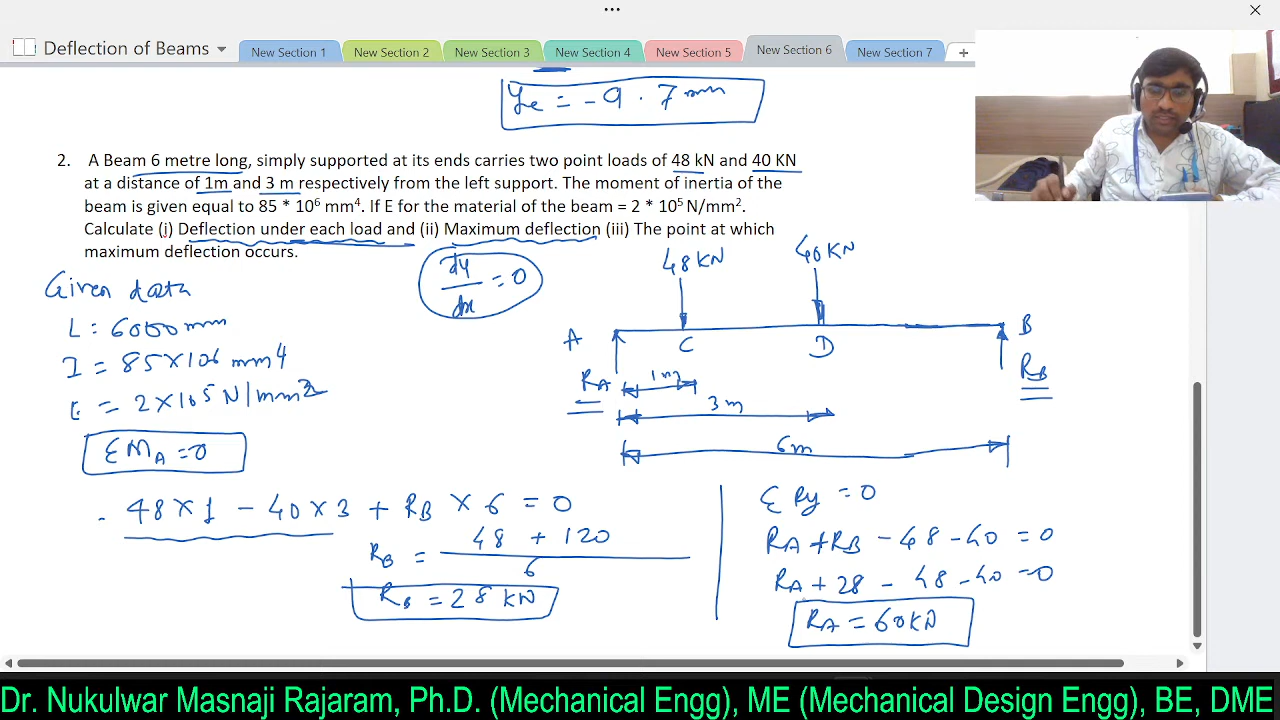 ...
Deflection of Beams
New Section 1
New Section 2
New Section 3
New Section 4
New Section 5
New Section 6
New Section 7
+
ye = -9.7 mm
2. A Beam 6 metre long, simply supported at its ends carries two point loads of 48 kN and 40 KN
at a distance of 1m and 3 m respectively from the left support. The moment of inertia of the
beam is given equal to 85 * 10⁶ mm⁴. If E for the material of the beam = 2 * 10⁵ N/mm².
Calculate (i) Deflection under each load and (ii) Maximum deflection (iii) The point at which
maximum deflection occurs.
dy/dx = 0
48 KN
40 KN
Given data
L = 6000 mm
I = 85 × 10⁶ mm⁴
E = 2 × 10⁵ N/mm²
A
C
D
B
RA
1m
RB
3 m
6m
ΣMA = 0
- 48 × 1 - 40 × 3 + RB × 6 = 0
RB = 48 + 120 / 6
RB = 28 KN
ΣRy = 0
RA + RB - 48 - 40 = 0
RA + 28 - 48 - 40 = 0
RA = 60 KN
Dr. Nukulwar Masnaji Rajaram, Ph.D. (Mechanical Engg), ME (Mechanical Design Engg), BE, DME